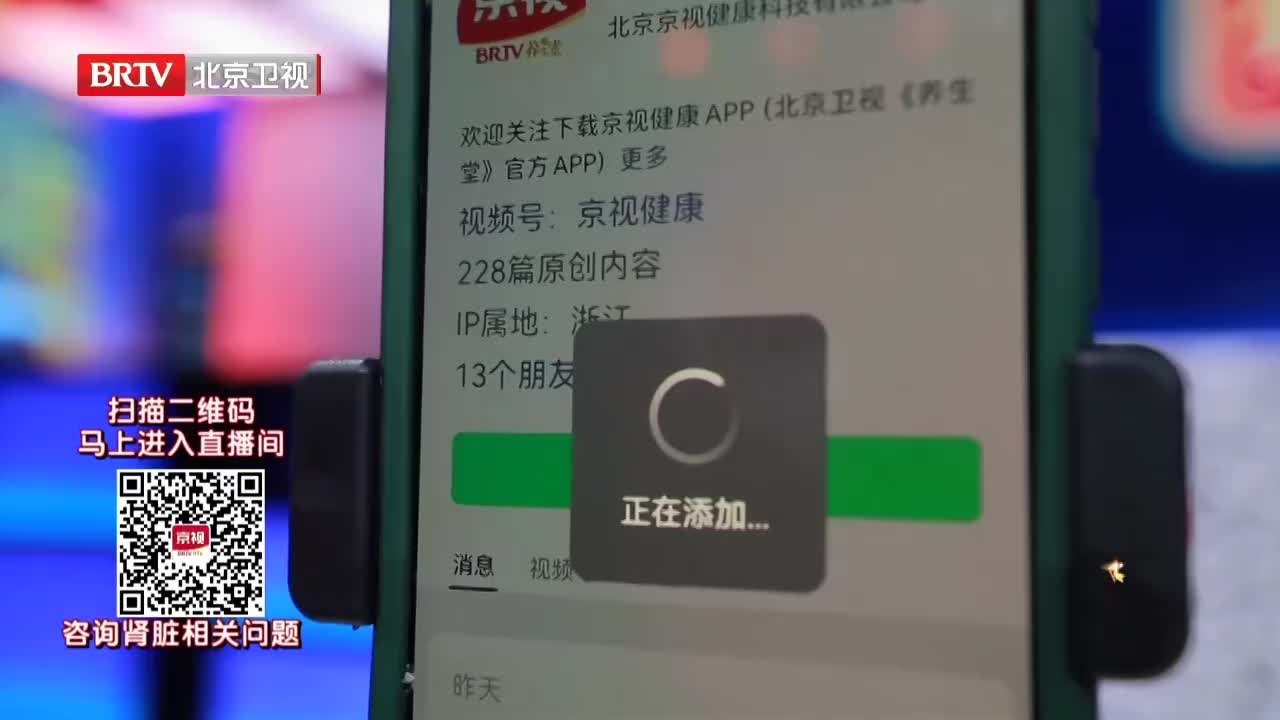 BRTV 北京卫视
京视
BRTV 养生堂
北京京视健康科技有限公司
欢迎关注下载京视健康APP (北京卫视《养生
堂》官方APP) 更多
视频号：京视健康
228篇原创内容
IP属地：浙江
13个朋友
正在添加...
消息 视频
昨天
扫描二维码
马上进入直播间
京视
咨询肾脏相关问题